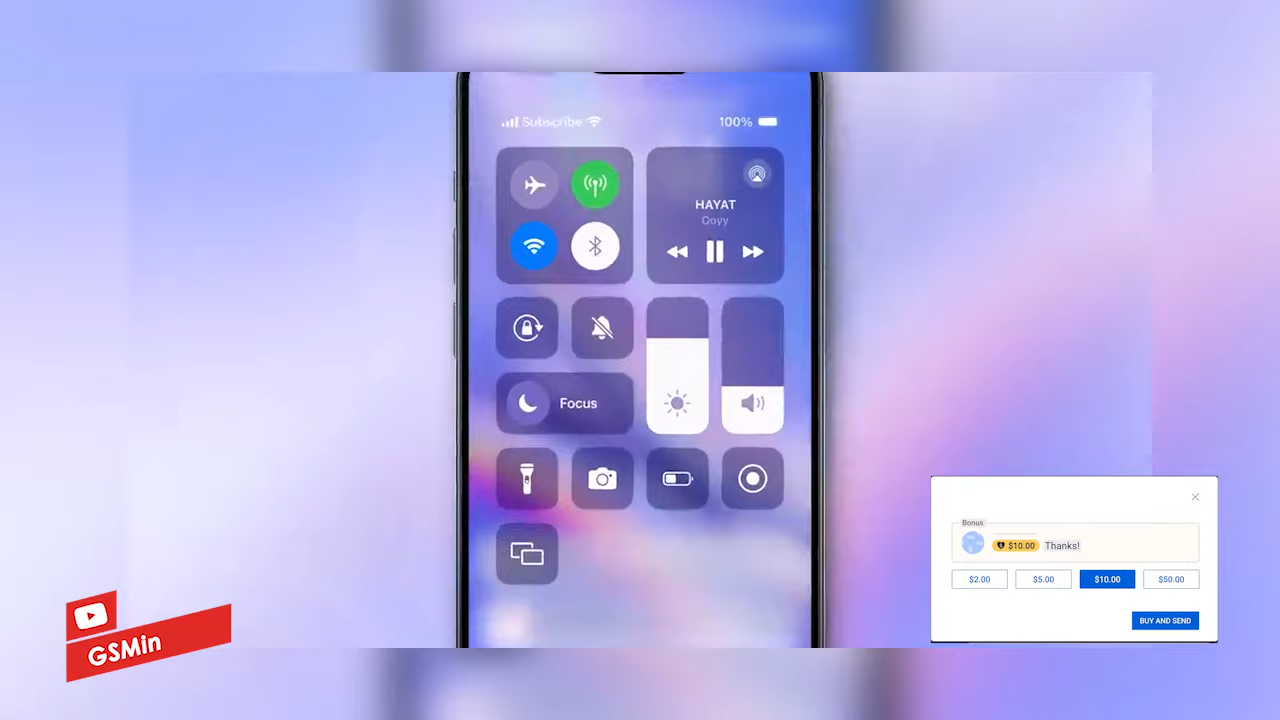 Subscribe
100%
HAYAT
Ooyy
Focus
Bonus
$10.00 Thanks!
$2.00
$5.00
$10.00
$50.00
BUY AND SEND
GSMin